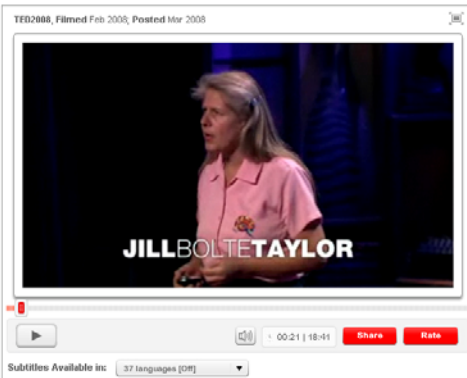 TED2008, Filmed Feb 2008; Posted Mar 2008
JILLBOLTETAYLOR
00:21 | 18:41 Share Rate
Subtitles Available in: 37 languages [Off]